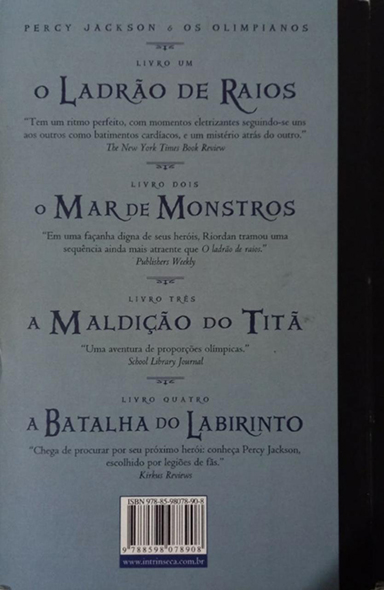 PERCY JACKSON & OS OLIMPIANOS
LIVRO UM
O LADRÃO DE RAIOS
“Tem um ritmo perfeito, com momentos eletrizantes seguindo-se uns
aos outros como batimentos cardíacos, e um mistério atrás do outro.”
The New York Times Book Review
LIVRO DOIS
O MAR DE MONSTROS
“Em uma façanha digna de seus heróis, Riordan tramou uma
sequência ainda mais atraente que O ladrão de raios.”
Publishers Weekly
LIVRO TRÊS
A MALDIÇÃO DO TITÃ
“Uma aventura de proporções olímpicas.”
School Library Journal
LIVRO QUATRO
A BATALHA DO LABIRINTO
“Chega de procurar por seu próximo herói: conheça Percy Jackson,
escolhido por legiões de fãs.”
Kirkus Reviews
ISBN 978-85-98078-90-8
9 788598 078908
www.intrinseca.com.br